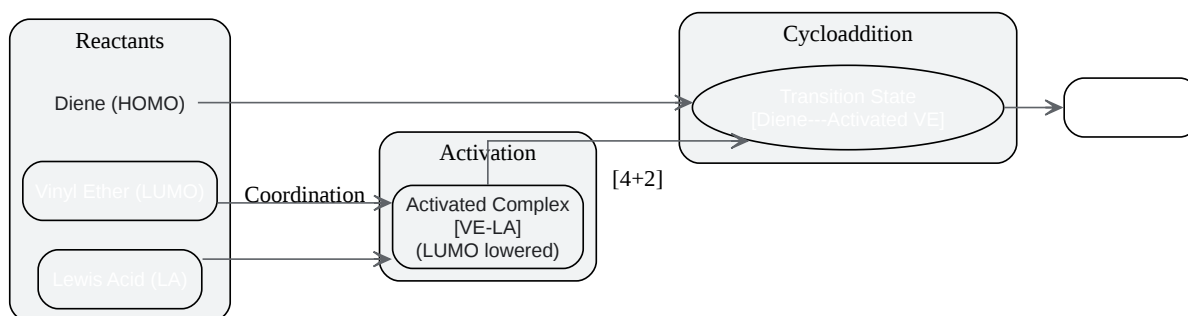 Reactants
Cycloaddition
Diene (HOMO)
Transition State
[Diene---Activated VE]
Activation
Vinyl Ether (LUMO)
Coordination
[4+2]
Activated Complex
[VE-LA]
(LUMO lowered)
Lewis Acid (LA)